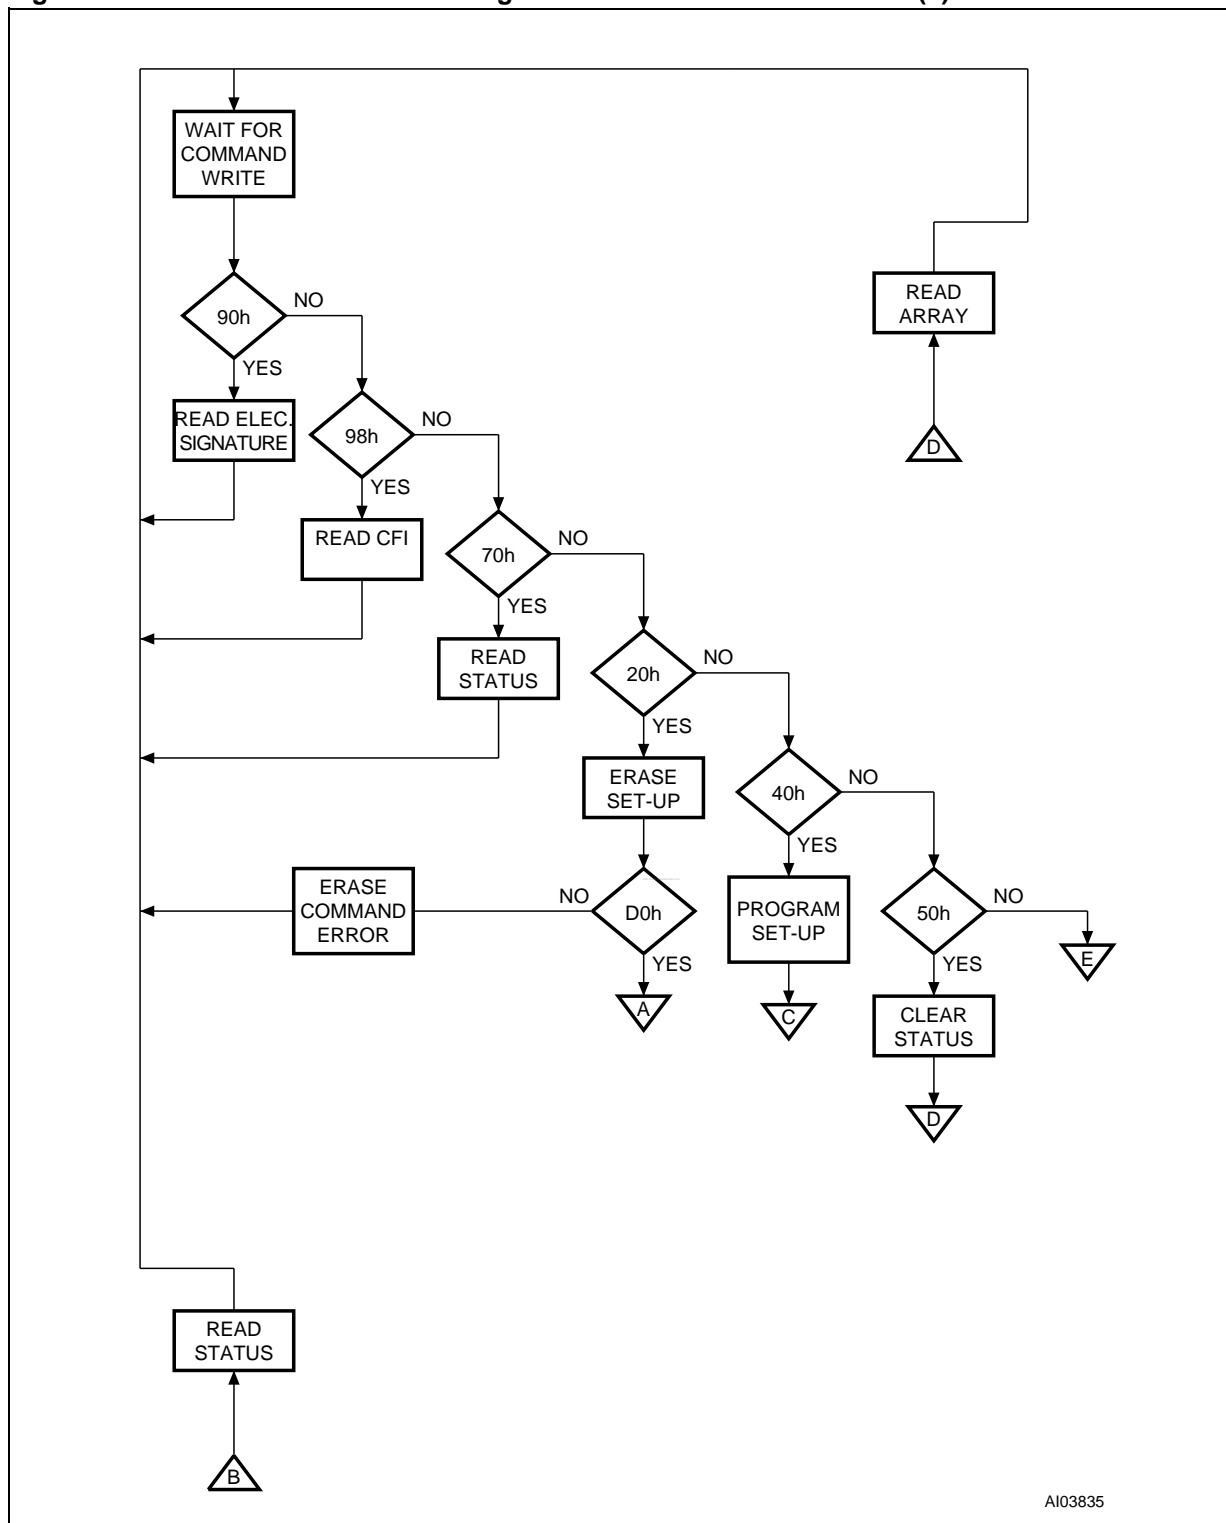 WAIT FOR
COMMAND
WRITE
90h
NO
YES
READ
ARRAY
READ ELEC.
SIGNATURE
98h
NO
YES
D
READ CFI
70h
NO
YES
READ
STATUS
20h
NO
YES
ERASE
SET-UP
40h
NO
YES
ERASE
COMMAND
ERROR
NO
D0h
YES
PROGRAM
SET-UP
50h
NO
YES
E
A
C
CLEAR
STATUS
D
READ
STATUS
B
AI03835